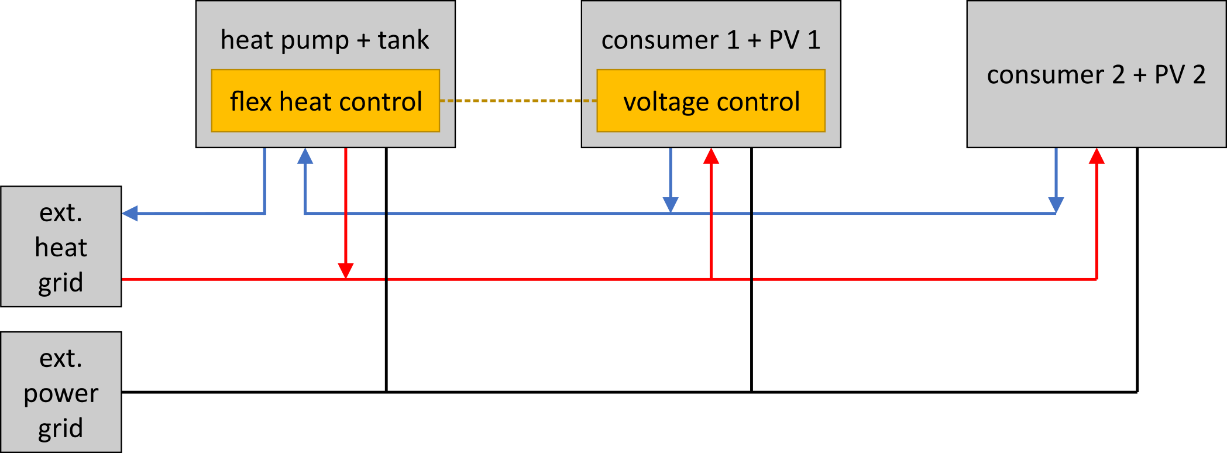 heat pump + tank
flex heat control
consumer 1 + PV 1
voltage control
consumer 2 + PV 2
ext.
heat
grid
ext.
power
grid